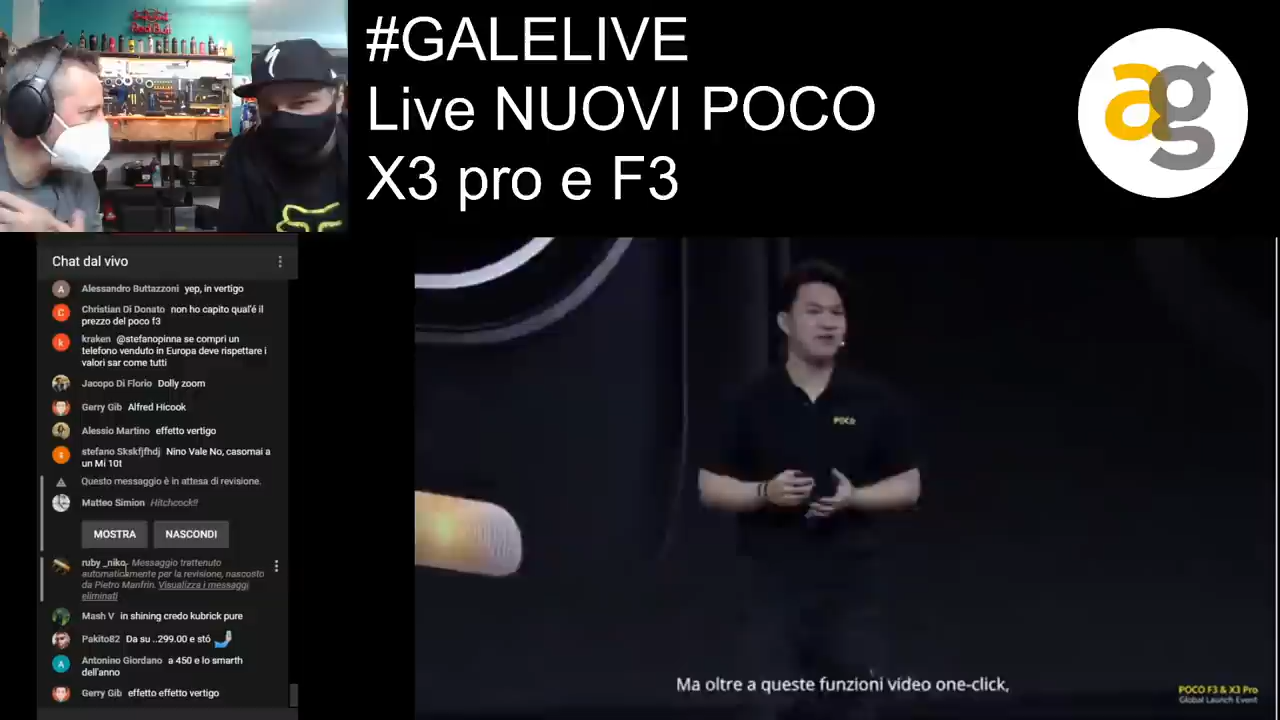 #GALELIVE
Live NUOVI POCO
X3 pro e F3
ag
Chat dal vivo
Alessandro Buttazzoni yep, in vertigo
Christian Di Donato non ho capito qual'é il
prezzo del poco f3
kraken @stefanopinna se compri un
telefono venduto in Europa deve rispettare i
valori sar come tutti
Jacopo Di Florio Dolly zoom
Gerry Gib Alfred Hicook
Alessio Martino effetto vertigo
stefano Skskfjfhdj Nino Vale No, casomai a
un Mi 10t
Questo messaggio è in attesa di revisione.
Matteo Simion Hitchcock!!
MOSTRA NASCONDI
ruby _niko Messaggio trattenuto
automaticamente per la revisione, nascosto
da Pietro Manfrin. Visualizza i messaggi
eliminati
Mash V in shining credo kubrick pure
Pakito82 Da su ..299.00 e stó
Antonino Giordano a 450 e lo smarth
dell'anno
Gerry Gib effetto effetto vertigo
POCO
Ma oltre a queste funzioni video one-click,
POCO F3 & X3 Pro
Global Launch Event